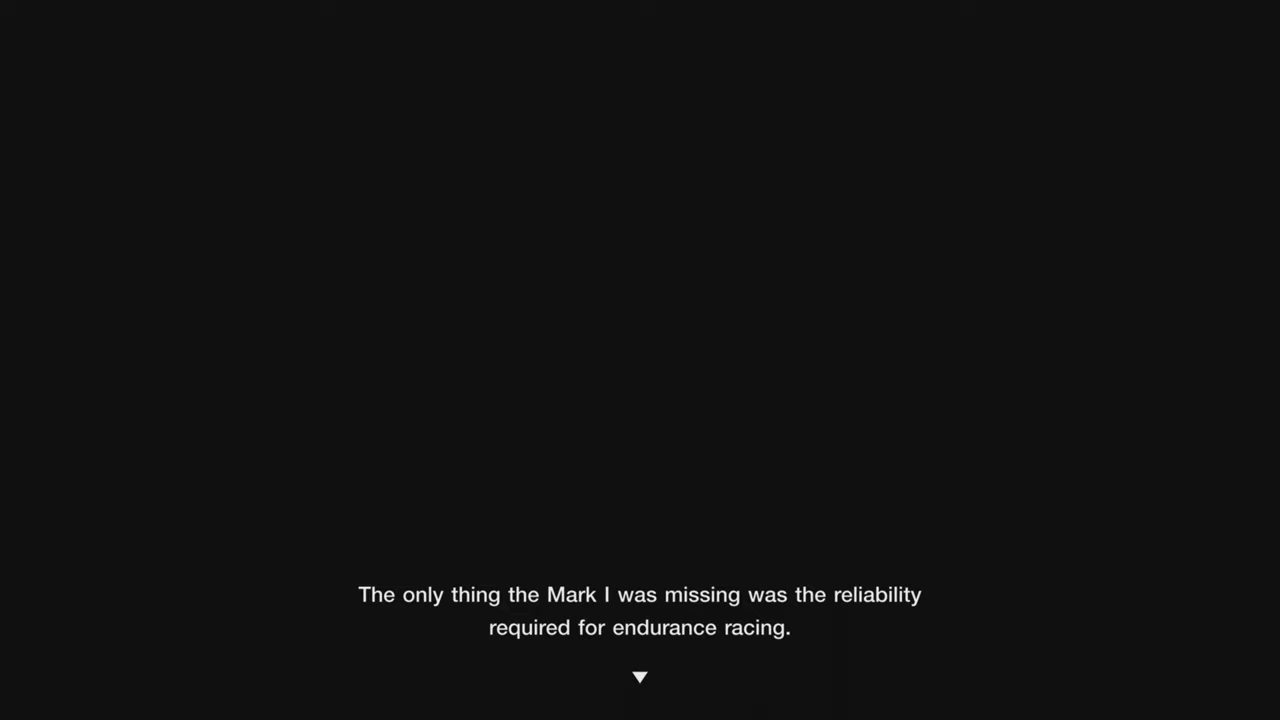 The only thing the Mark I was missing was the reliability
required for endurance racing.